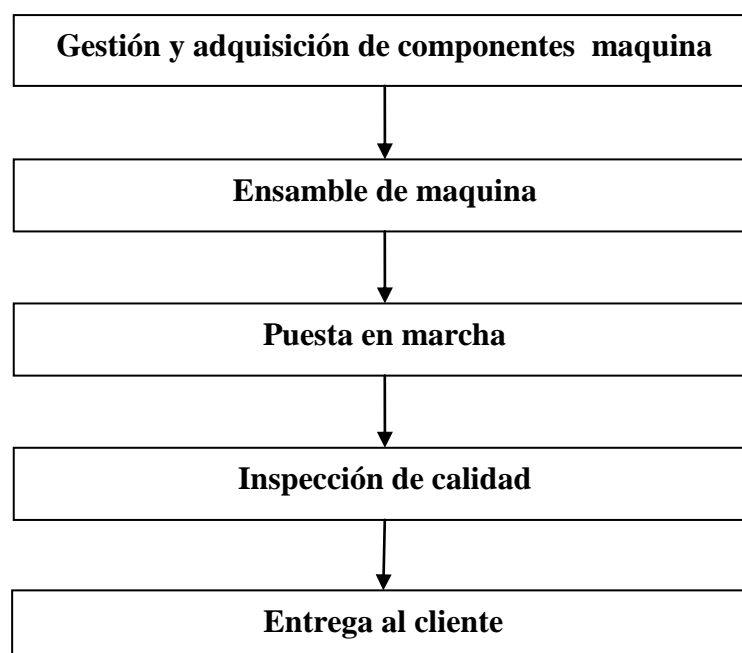 Gestión y adquisición de componentes  maquina
Ensamble de maquina
Puesta en marcha
Inspección de calidad
Entrega al cliente